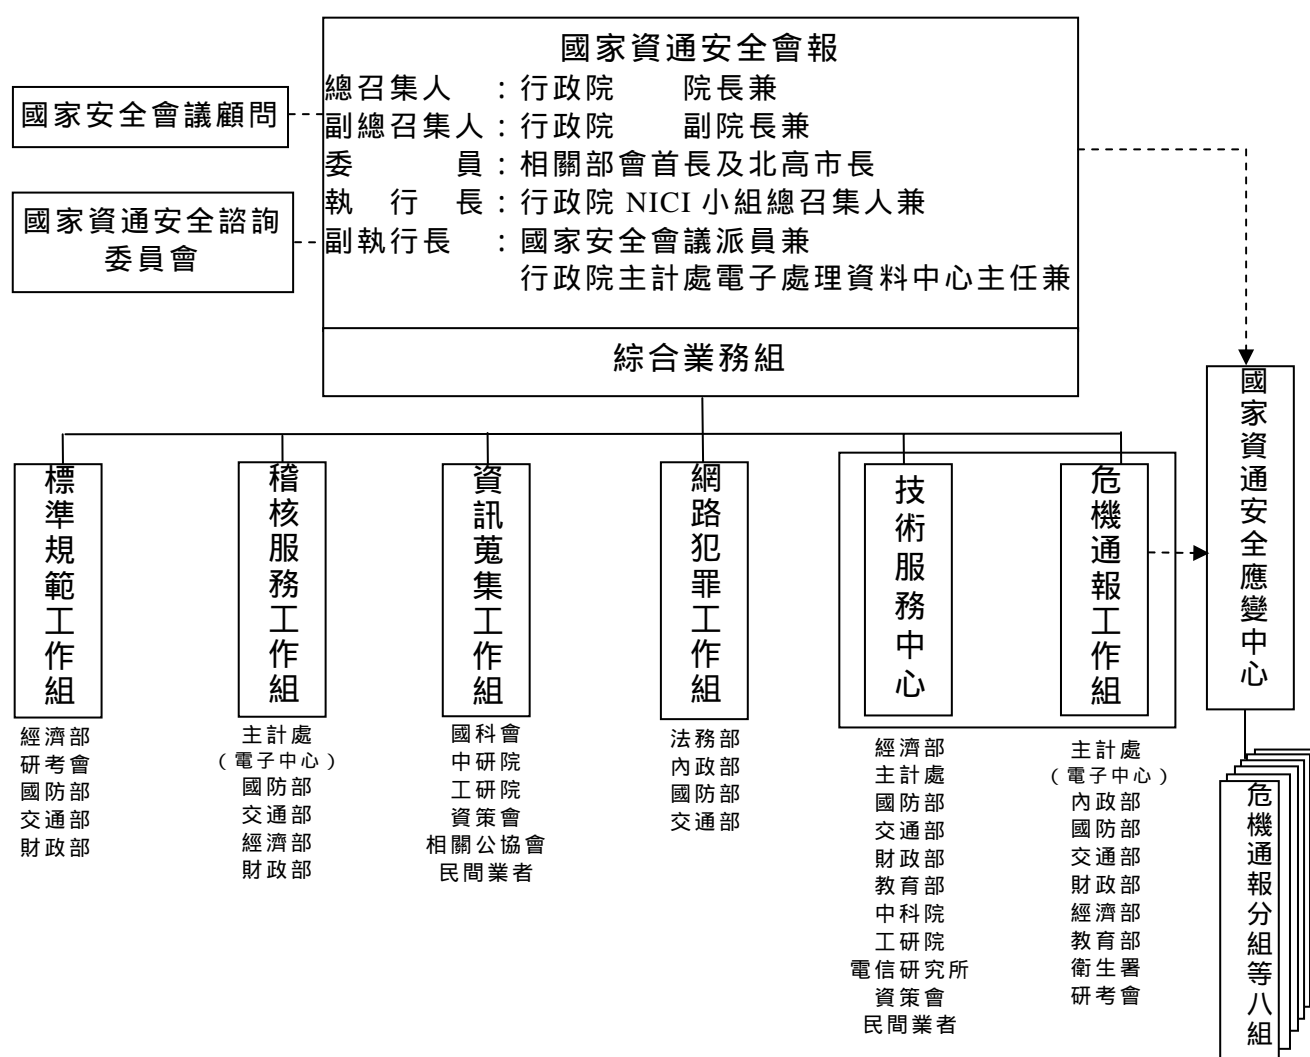 國家資通安全會報
總召集人 ：行政院 院長兼
副總召集人：行政院 副院長兼
委 員：相關部會首長及北高市長
執 行 長：行政院 NICI 小組總召集人兼
副執行長 ：國家安全會議派員兼
行政院主計處電子處理資料中心主任兼
國家安全會議顧問
國家資通安全諮詢
委員會
綜合業務組
國家資通安全應變中心
標準規範工作組
經濟部
研考會
國防部
交通部
財政部
稽核服務工作組
主計處
（電子中心）
國防部
交通部
經濟部
財政部
資訊蒐集工作組
國科會
中研院
工研院
資策會
相關公協會
民間業者
網路犯罪工作組
法務部
內政部
國防部
交通部
技術服務中心
經濟部
主計處
國防部
交通部
財政部
教育部
中科院
工研院
電信研究所
資策會
民間業者
危機通報工作組
主計處
（電子中心）
內政部
國防部
交通部
財政部
經濟部
教育部
衛生署
研考會
危機通報分組等八組